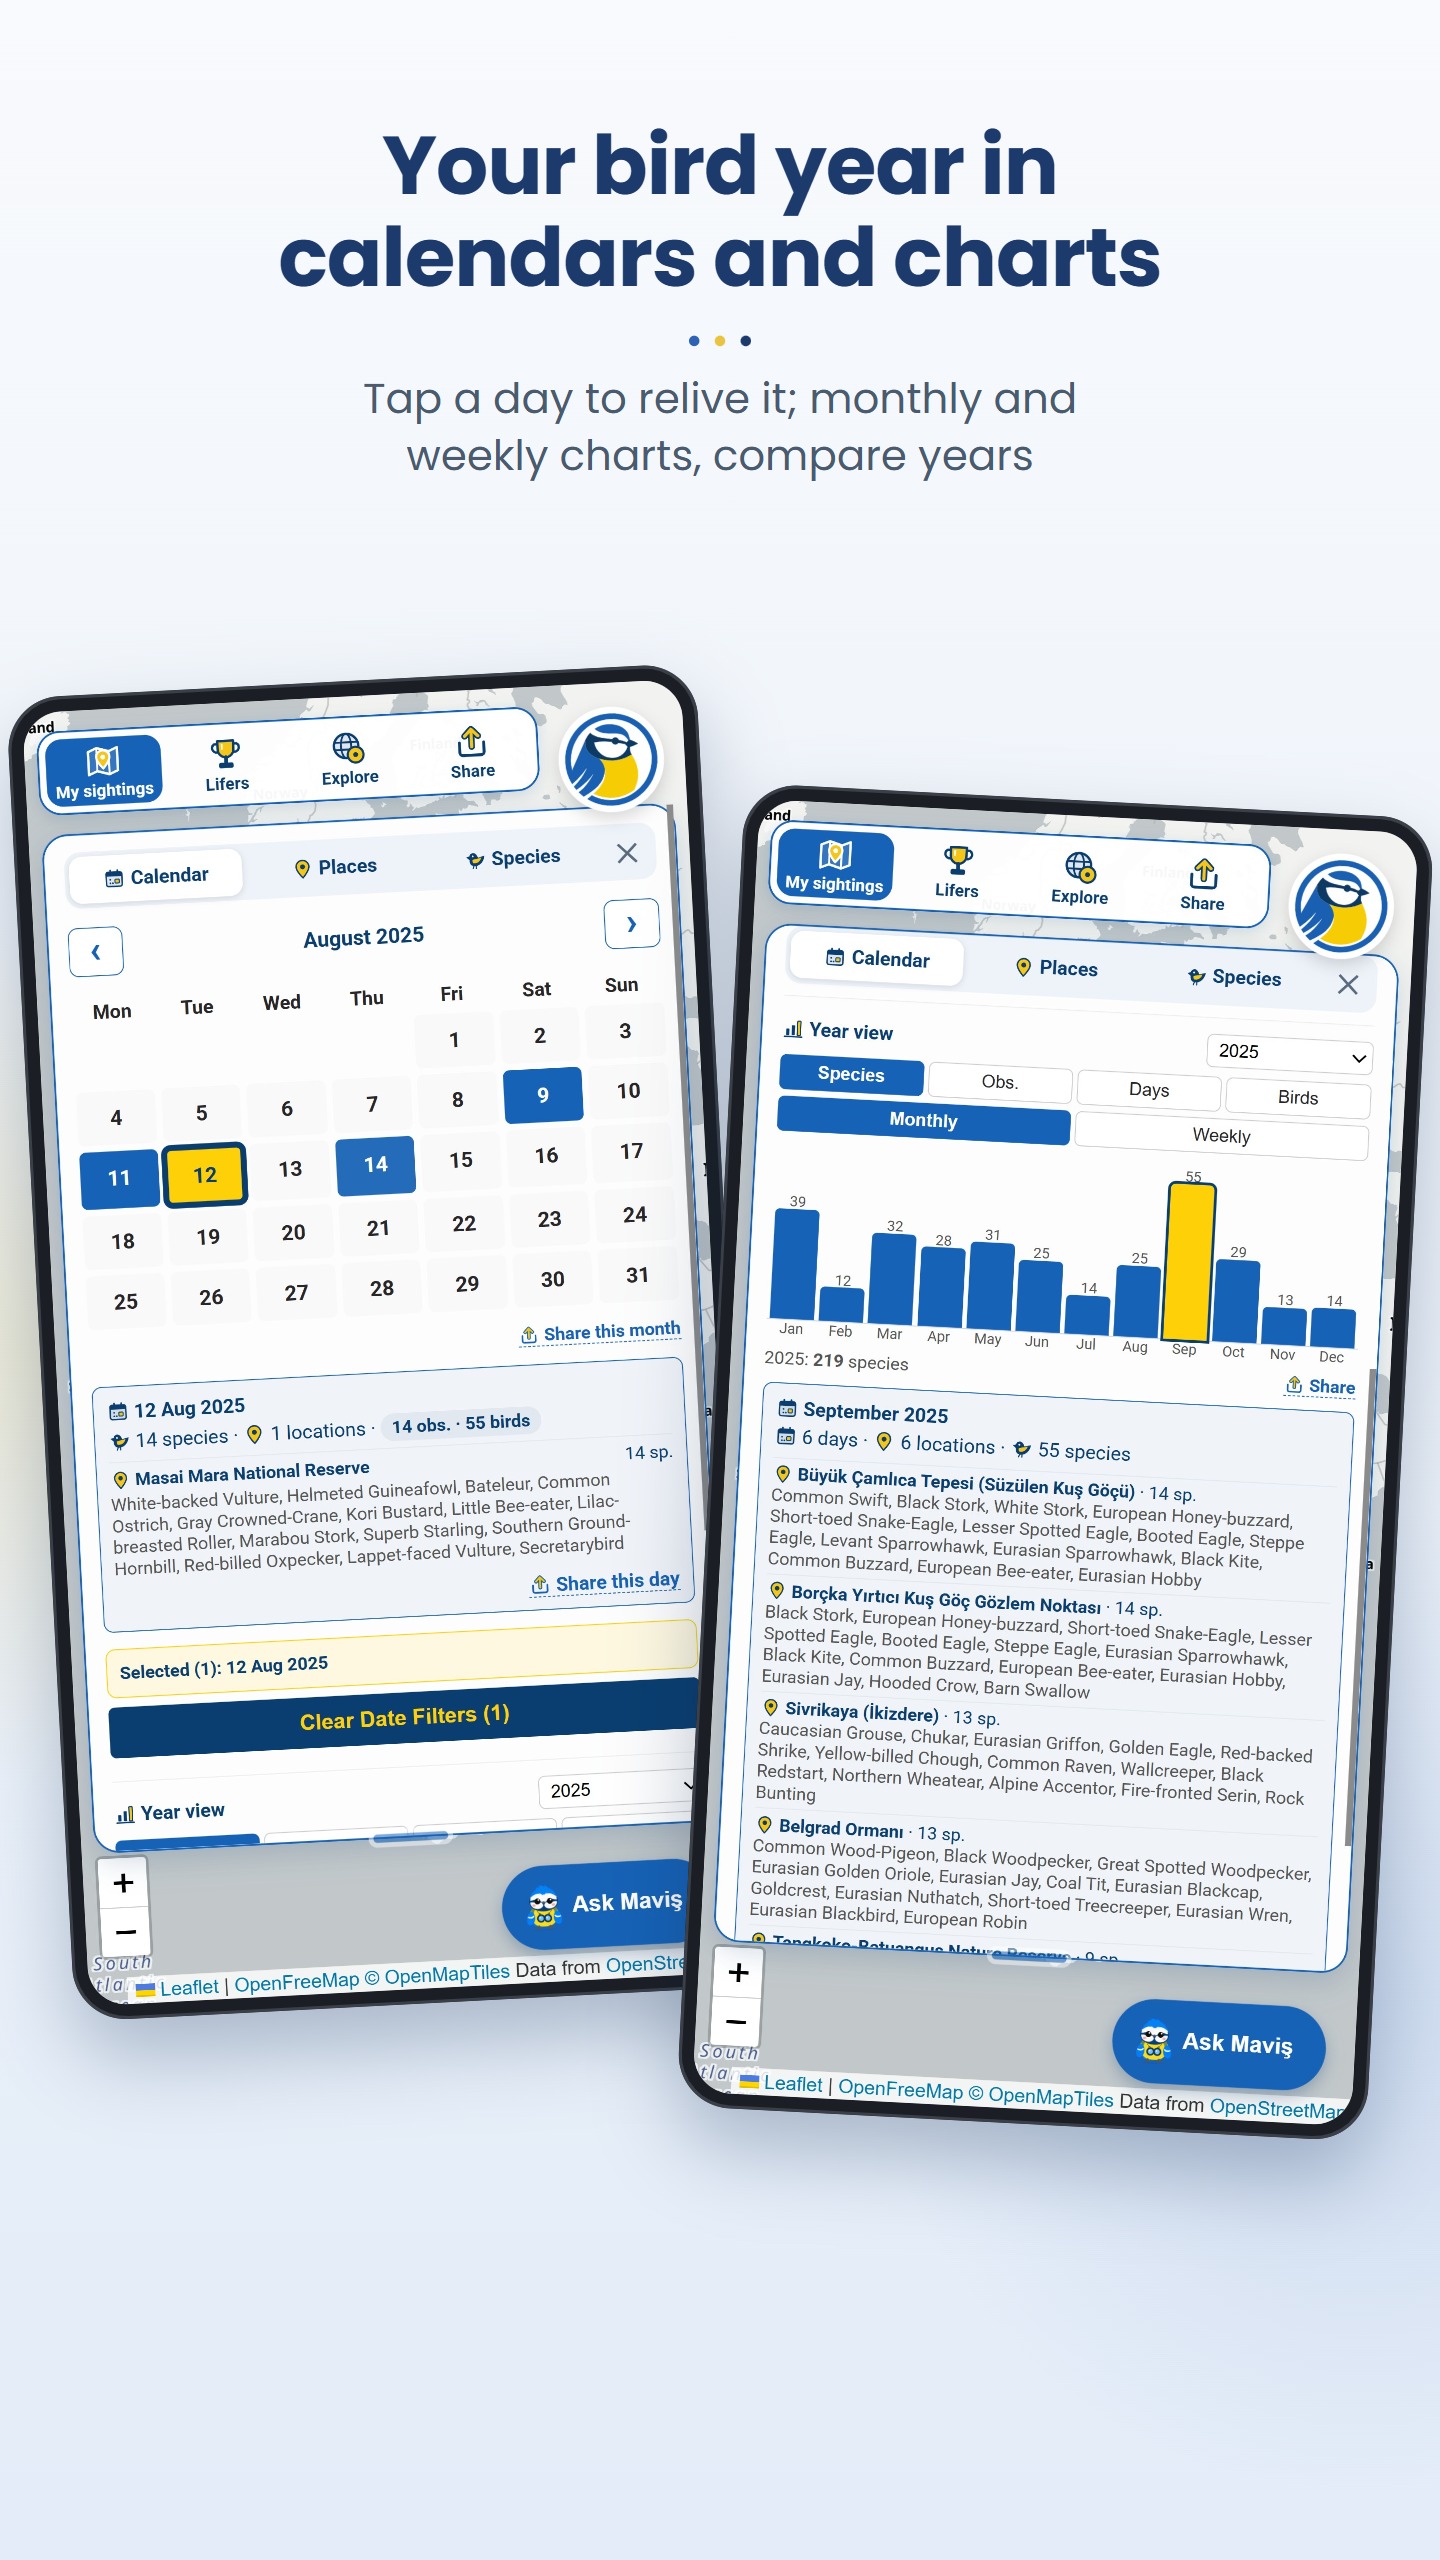 Your bird year in
calendars and charts
Tap a day to relive it; monthly and
weekly charts, compare years
and
My sightings
Lifers
Explore
Share
Norway
Calendar
Places
Species
‹
August 2025
›
Mon Tue Wed Thu Fri Sat Sun
1 2 3
4 5 6 7 8 9 10
11 12 13 14 15 16 17
18 19 20 21 22 23 24
25 26 27 28 29 30 31
Share this month
12 Aug 2025
14 species · 1 locations · 14 obs. · 55 birds
Masai Mara National Reserve 14 sp.
White-backed Vulture, Helmeted Guineafowl, Bateleur, Common
Ostrich, Gray Crowned-Crane, Kori Bustard, Little Bee-eater, Lilac-
breasted Roller, Marabou Stork, Superb Starling, Southern Ground-
Hornbill, Red-billed Oxpecker, Lappet-faced Vulture, Secretarybird
Share this day
Selected (1): 12 Aug 2025
Clear Date Filters (1)
Year view 2025
+
−
South
Ask Maviş
Leaflet | OpenFreeMap © OpenMapTiles Data from OpenStre
and
My sightings
Lifers
Explore
Share
Norway
Calendar
Places
Species
Year view 2025
Species Obs. Days Birds
Monthly Weekly
39 12 32 28 31 25 14 25 55 29 13 14
Jan Feb Mar Apr May Jun Jul Aug Sep Oct Nov Dec
2025: 219 species
Share
September 2025
6 days · 6 locations · 55 species
Büyük Çamlıca Tepesi (Süzülen Kuş Göçü) · 14 sp.
Common Swift, Black Stork, White Stork, European Honey-buzzard,
Short-toed Snake-Eagle, Lesser Spotted Eagle, Booted Eagle, Steppe
Eagle, Levant Sparrowhawk, Eurasian Sparrowhawk, Black Kite,
Common Buzzard, European Bee-eater, Eurasian Hobby
Borçka Yırtıcı Kuş Göç Gözlem Noktası · 14 sp.
Black Stork, European Honey-buzzard, Short-toed Snake-Eagle, Lesser
Spotted Eagle, Booted Eagle, Steppe Eagle, Eurasian Sparrowhawk,
Black Kite, Common Buzzard, European Bee-eater, Eurasian Hobby,
Eurasian Jay, Hooded Crow, Barn Swallow
Sivrikaya (İkizdere) · 13 sp.
Caucasian Grouse, Chukar, Eurasian Griffon, Golden Eagle, Red-backed
Shrike, Yellow-billed Chough, Common Raven, Wallcreeper, Black
Redstart, Northern Wheatear, Alpine Accentor, Fire-fronted Serin, Rock
Bunting
Belgrad Ormanı · 13 sp.
Common Wood-Pigeon, Black Woodpecker, Great Spotted Woodpecker,
Eurasian Golden Oriole, Eurasian Jay, Coal Tit, Eurasian Blackcap,
Goldcrest, Eurasian Nuthatch, Short-toed Treecreeper, Eurasian Wren,
Eurasian Blackbird, European Robin
Tangkoko-Batuangus Nature Reserve · 9 sp.
+
−
South
Ask Maviş
Leaflet | OpenFreeMap © OpenMapTiles Data from OpenStreetMap